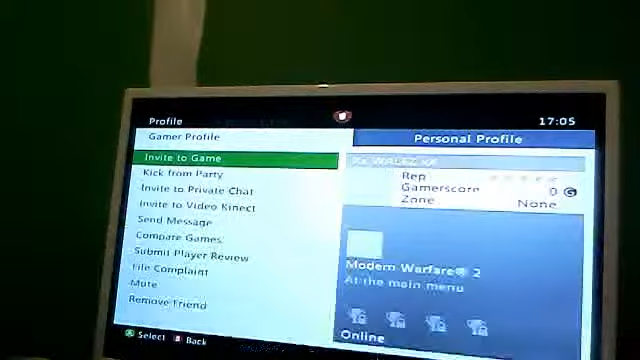 Profile
17:05
Gamer Profile
Personal Profile
Invite to Game
Kick from Party
Rep
Invite to Private Chat
Gamerscore 0 G
Invite to Video Kinect
Zone None
Send Message
Compare Games
Submit Player Review
File Complaint
Modern Warfare® 2
Mute
At the main menu
Remove Friend
Online
A Select B Back